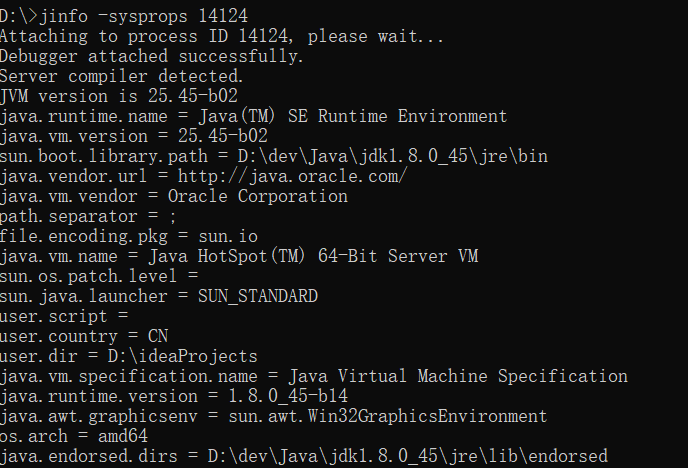 D:\>jinfo -sysprops 14124
Attaching to process ID 14124, please wait...
Debugger attached successfully.
Server compiler detected.
JVM version is 25.45-b02
java.runtime.name = Java(TM) SE Runtime Environment
java.vm.version = 25.45-b02
sun.boot.library.path = D:\dev\Java\jdk1.8.0_45\jre\bin
java.vendor.url = http://java.oracle.com/
java.vm.vendor = Oracle Corporation
path.separator = ;
file.encoding.pkg = sun.io
java.vm.name = Java HotSpot(TM) 64-Bit Server VM
sun.os.patch.level =
sun.java.launcher = SUN_STANDARD
user.script =
user.country = CN
user.dir = D:\ideaProjects
java.vm.specification.name = Java Virtual Machine Specification
java.runtime.version = 1.8.0_45-b14
java.awt.graphicsenv = sun.awt.Win32GraphicsEnvironment
os.arch = amd64
java.endorsed.dirs = D:\dev\Java\jdk1.8.0_45\jre\lib\endorsed